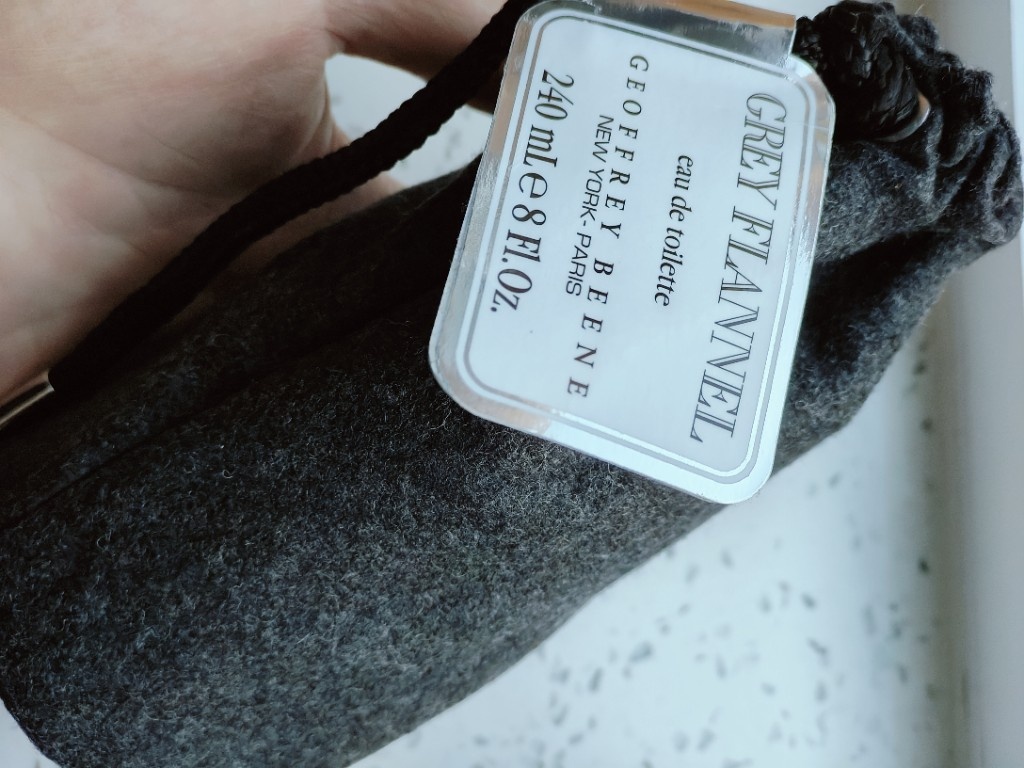 GREY FLANNEL
eau de toilette
GEOFFREY BEENE
NEW YORK-PARIS
240 mL e 8 Fl.Oz.